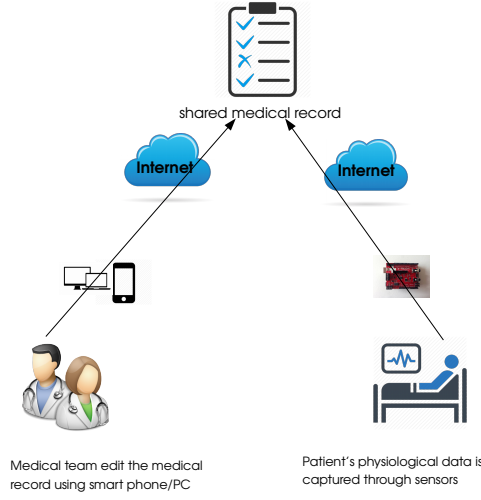 shared medical record
Internet
Internet
Medical team edit the medical
record using smart phone/PC
Patient's physiological data is
captured through sensors